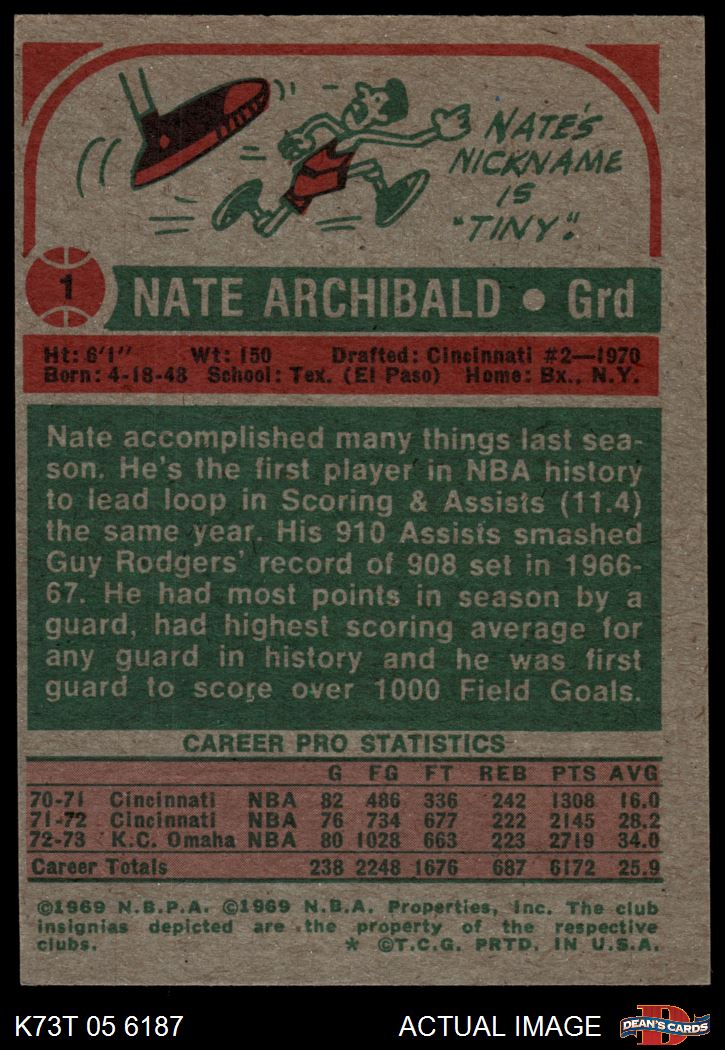 NATE'S
NICKNAME
IS
"TINY".
1
NATE ARCHIBALD • Grd
Ht: 6'1" Wt: 150 Drafted: Cincinnati #2—1970
Born: 4-18-48 School: Tex. (El Paso) Home: Bx., N.Y.
Nate accomplished many things last sea-
son. He's the first player in NBA history
to lead loop in Scoring & Assists (11.4)
the same year. His 910 Assists smashed
Guy Rodgers' record of 908 set in 1966-
67. He had most points in season by a
guard, had highest scoring average for
any guard in history and he was first
guard to score over 1000 Field Goals.
CAREER PRO STATISTICS
G FG FT REB PTS AVG
70-71 Cincinnati NBA 82 486 336 242 1308 16.0
71-72 Cincinnati NBA 76 734 677 222 2145 28.2
72-73 K.C. Omaha NBA 80 1028 663 223 2719 34.0
Career Totals 238 2248 1676 687 6172 25.9
©1969 N.B.P.A. ©1969 N.B.A. Properties, Inc. The club
insignias depicted are the property of the respective
clubs. * ©T.C.G. PRTD. IN U.S.A.
K73T 05 6187 ACTUAL IMAGE
D
DEAN'S CARDS